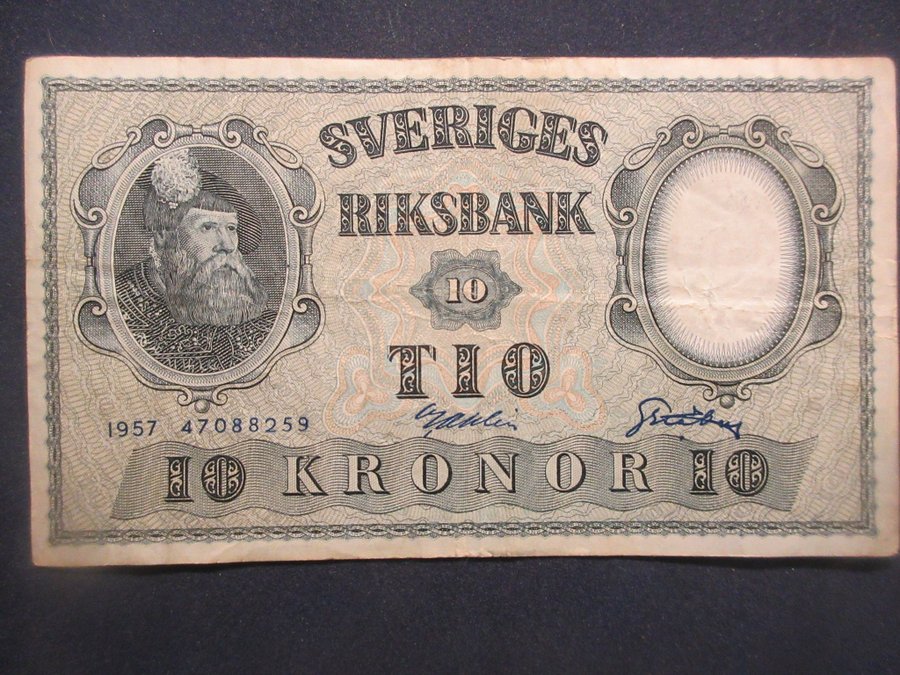 SVERIGES
RIKSBANK
10
TIO
1957 47088259
10 KRONOR 10